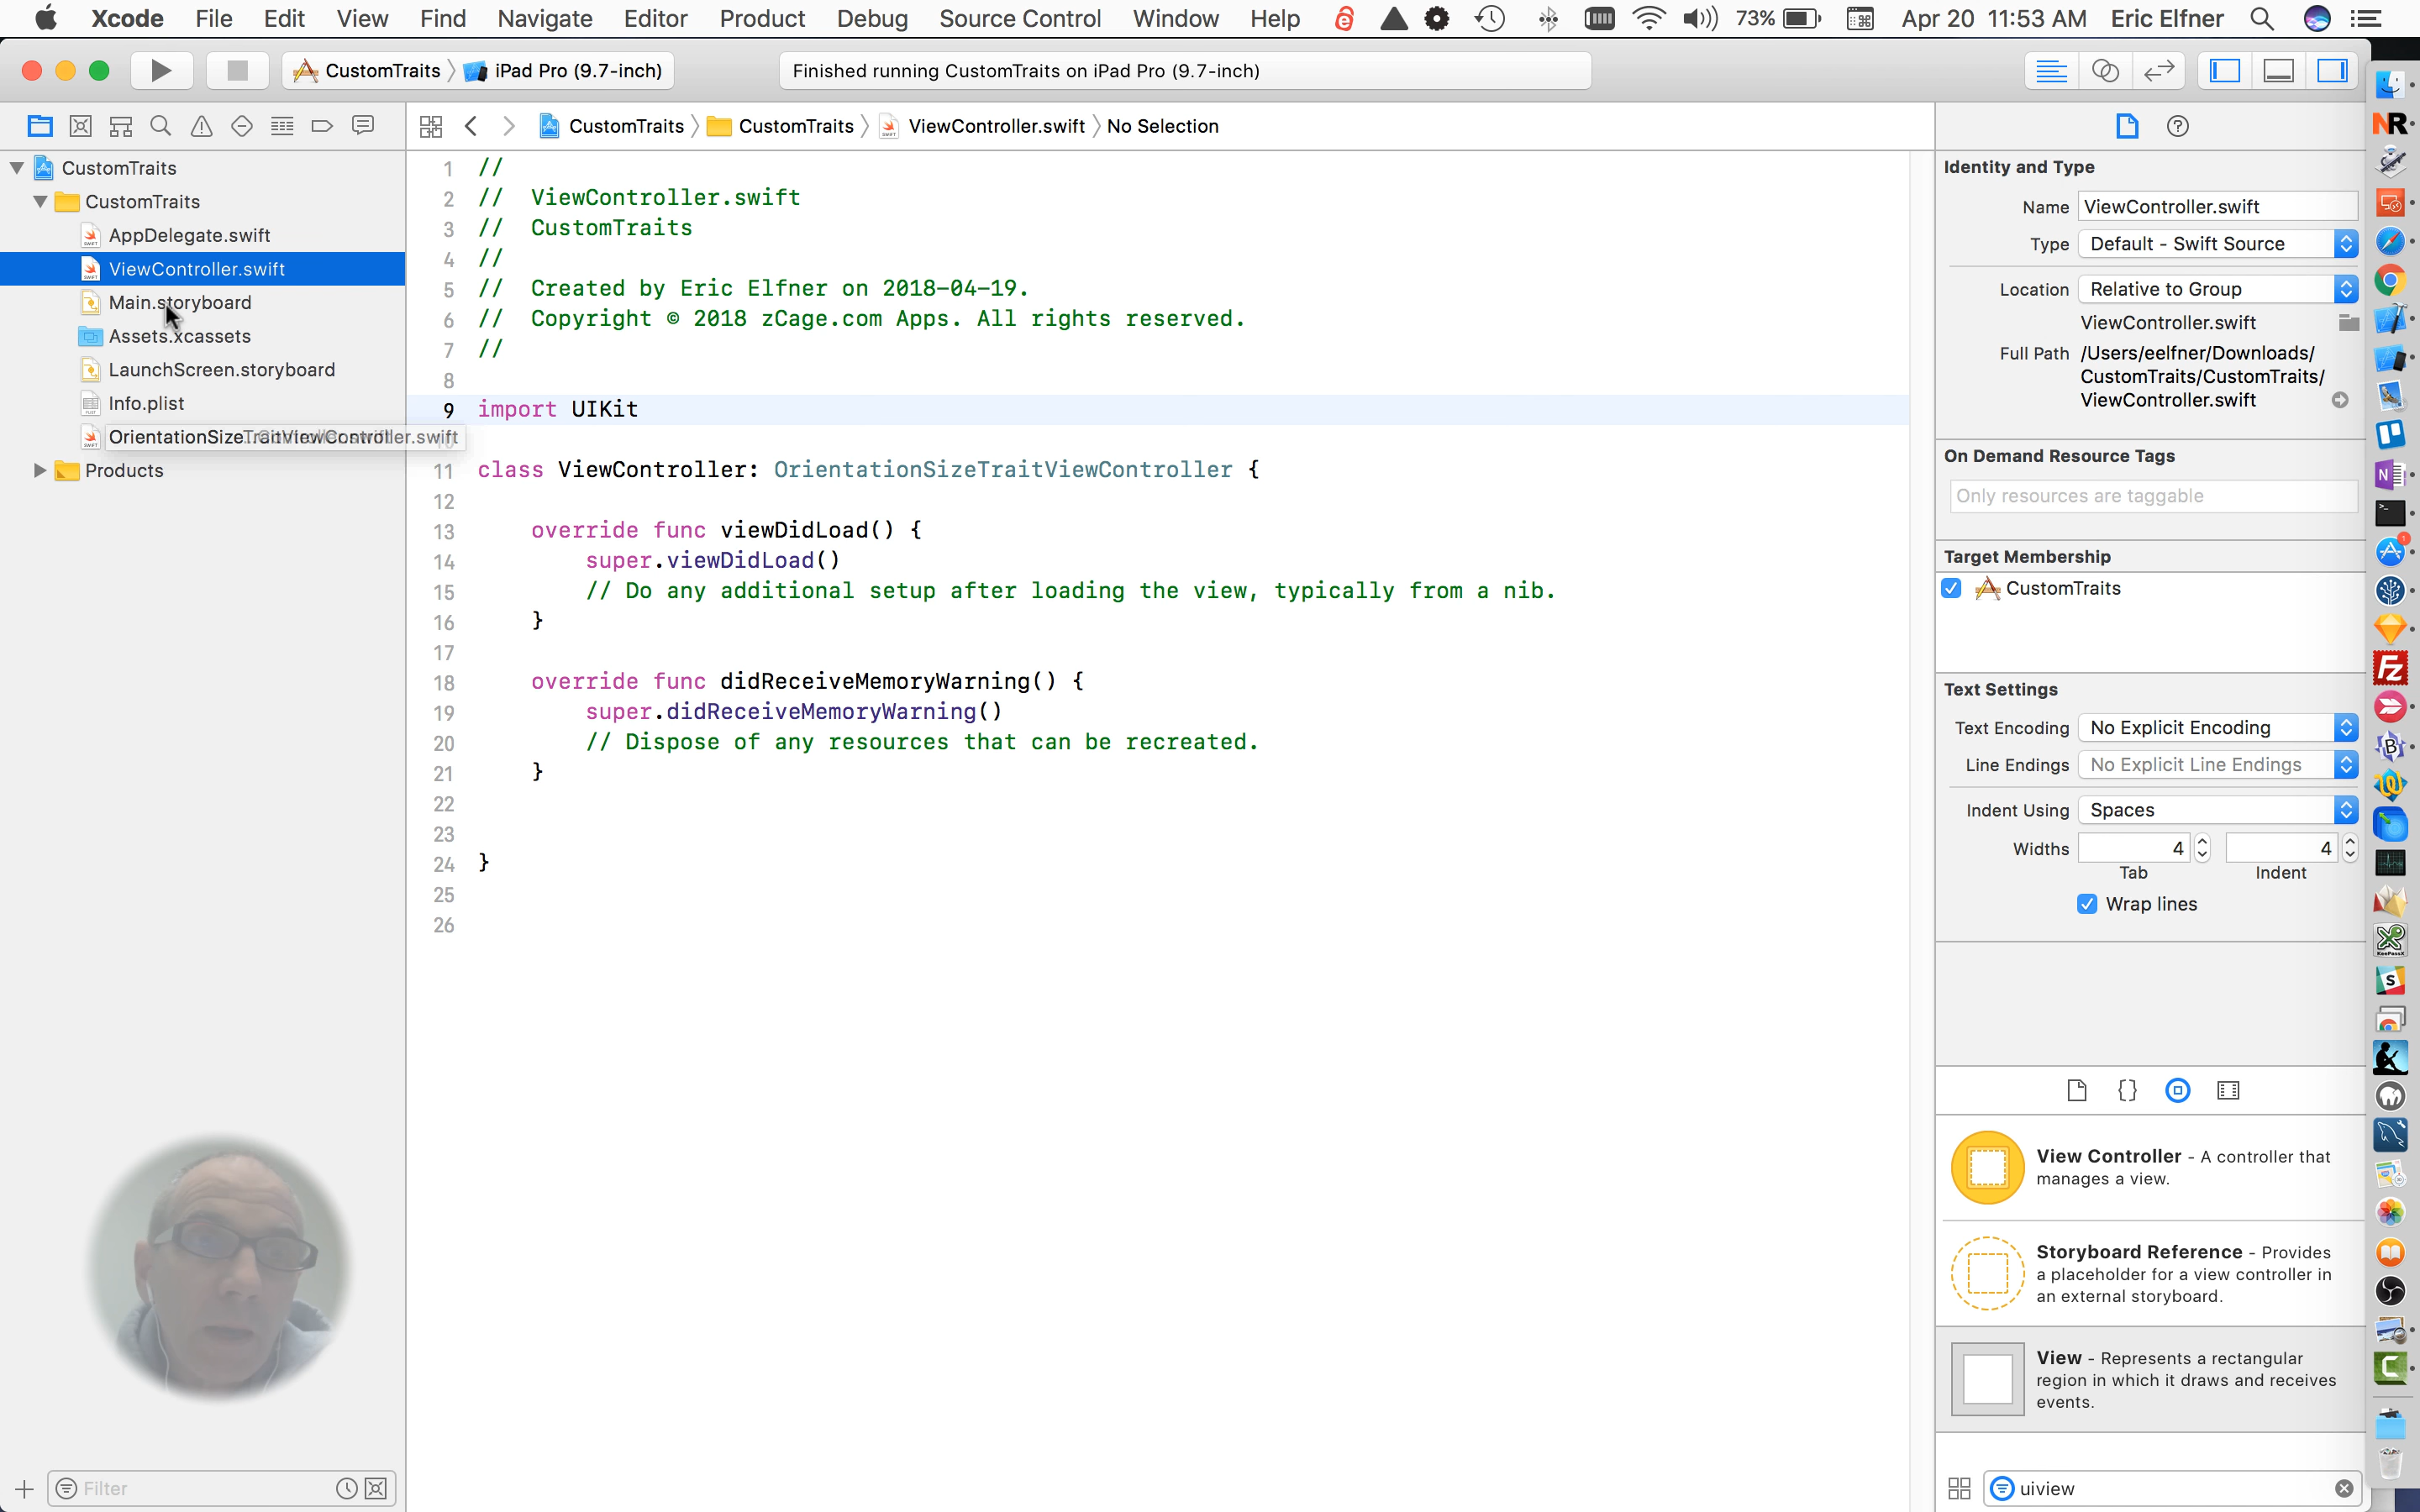 Xcode File Edit View Find Navigate Editor Product Debug Source Control Window Help 73% Apr 20 11:53 AM Eric Elfner
CustomTraits iPad Pro (9.7-inch) Finished running CustomTraits on iPad Pro (9.7-inch)
CustomTraits CustomTraits ViewController.swift No Selection
CustomTraits
CustomTraits
AppDelegate.swift
ViewController.swift
Main.storyboard
Assets.xcassets
LaunchScreen.storyboard
Info.plist
OrientationSizeTraitViewController.swift
Products
Filter
1 //
2 // ViewController.swift
3 // CustomTraits
4 //
5 // Created by Eric Elfner on 2018-04-19.
6 // Copyright © 2018 zCage.com Apps. All rights reserved.
7 //
8
9 import UIKit
11 class ViewController: OrientationSizeTraitViewController {
12
13 override func viewDidLoad() {
14 super.viewDidLoad()
15 // Do any additional setup after loading the view, typically from a nib.
16 }
17
18 override func didReceiveMemoryWarning() {
19 super.didReceiveMemoryWarning()
20 // Dispose of any resources that can be recreated.
21 }
22
23
24 }
25
26
Identity and Type
Name ViewController.swift
Type Default - Swift Source
Location Relative to Group
ViewController.swift
Full Path /Users/eelfner/Downloads/
CustomTraits/CustomTraits/
ViewController.swift
On Demand Resource Tags
Only resources are taggable
Target Membership
CustomTraits
Text Settings
Text Encoding No Explicit Encoding
Line Endings No Explicit Line Endings
Indent Using Spaces
Widths 4 4
Tab Indent
Wrap lines
{}
View Controller - A controller that
manages a view.
Storyboard Reference - Provides
a placeholder for a view controller in
an external storyboard.
View - Represents a rectangular
region in which it draws and receives
events.
uiview
NR
N
1
Fz
B
KeePassX
S
C